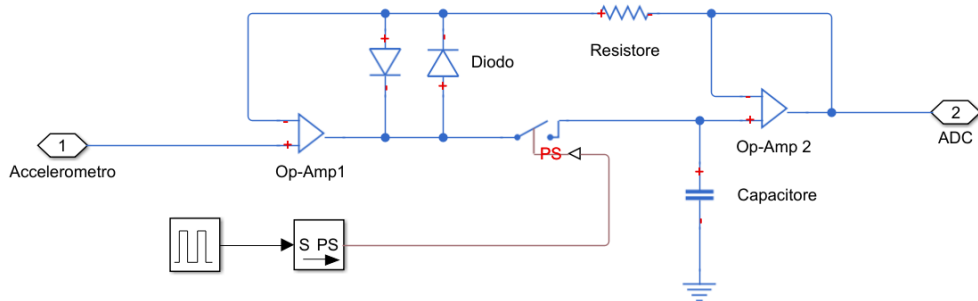 Resistore
Diodo
1
Accelerometro
Op-Amp1
PS
Op-Amp 2
2
ADC
Capacitore
S PS